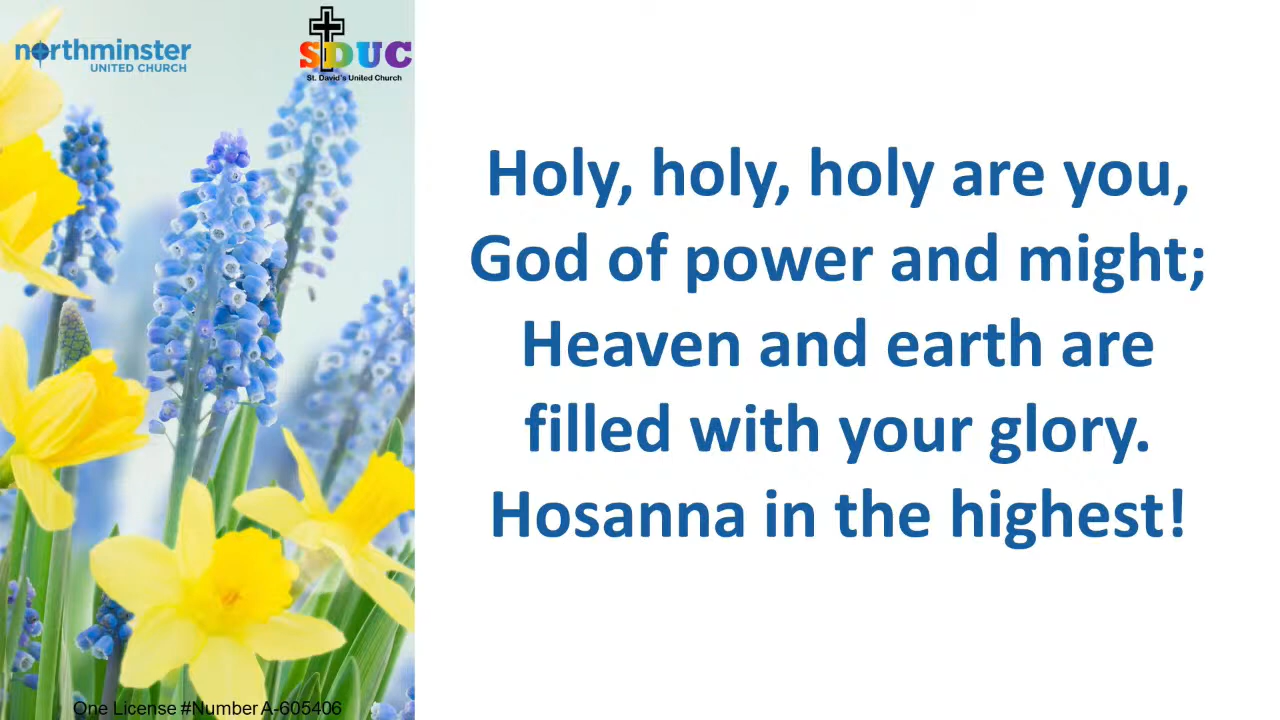 northminster
UNITED CHURCH
SDUC
St. David's United Church
Holy, holy, holy are you,
God of power and might;
Heaven and earth are
filled with your glory.
Hosanna in the highest!
One License #Number A-605406